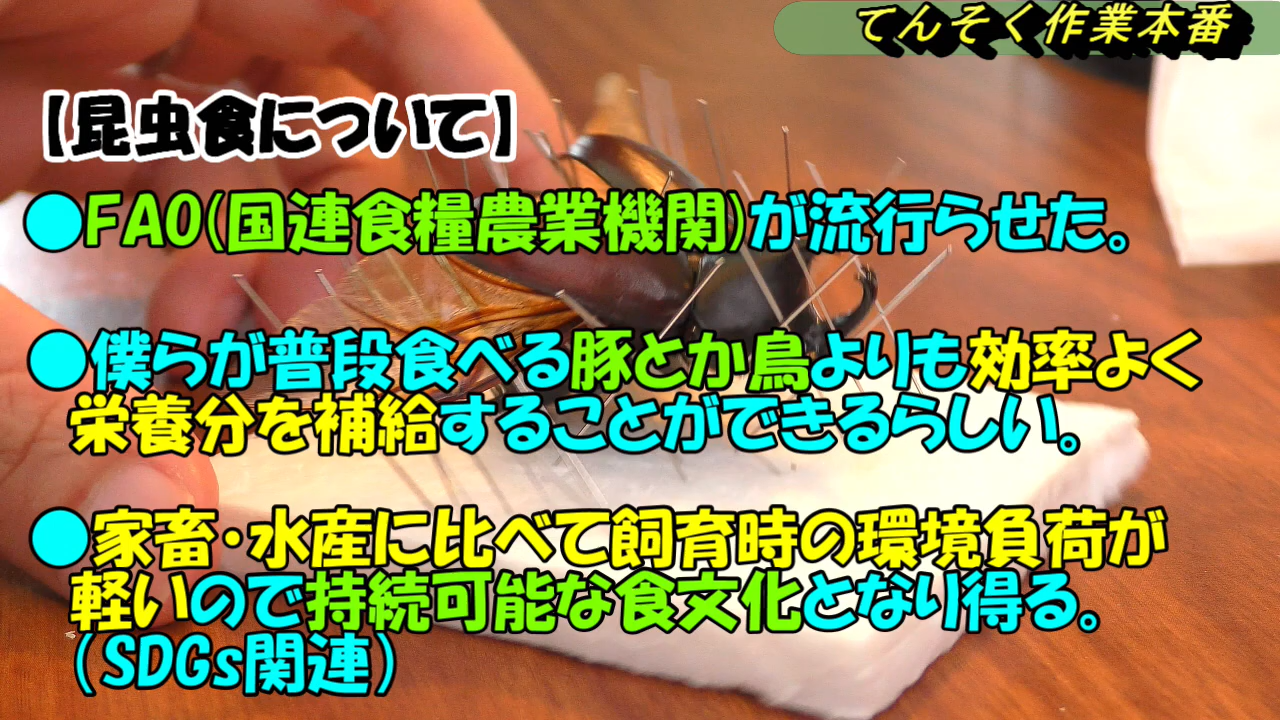 てんそく作業本番
【昆虫食について】
●FAO(国連食糧農業機関)が流行らせた。
●僕らが普段食べる豚とか鳥よりも効率よく
栄養分を補給することができるらしい。
●家畜・水産に比べて飼育時の環境負荷が
軽いので持続可能な食文化となり得る。
(SDGs関連)